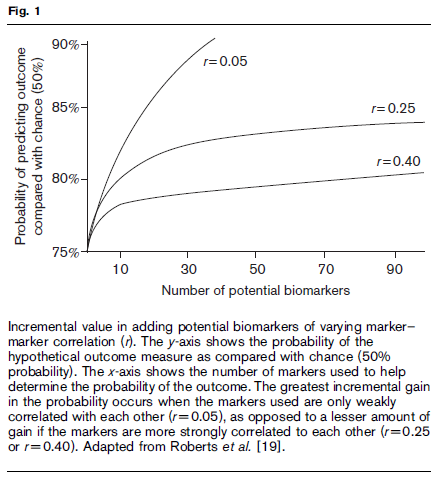 Fig. 1
Probability of predicting outcome
compared with chance (50%)
90%
85%
80%
75%
r=0.05
r=0.25
r=0.40
10 30 50 70 90
Number of potential biomarkers
Incremental value in adding potential biomarkers of varying marker–
marker correlation (r). The y-axis shows the probability of the
hypothetical outcome measure as compared with chance (50%
probability). The x-axis shows the number of markers used to help
determine the probability of the outcome. The greatest incremental gain
in the probability occurs when the markers used are only weakly
correlated with each other (r=0.05), as opposed to a lesser amount of
gain if the markers are more strongly correlated to each other (r=0.25
or r=0.40). Adapted from Roberts et al. [19].